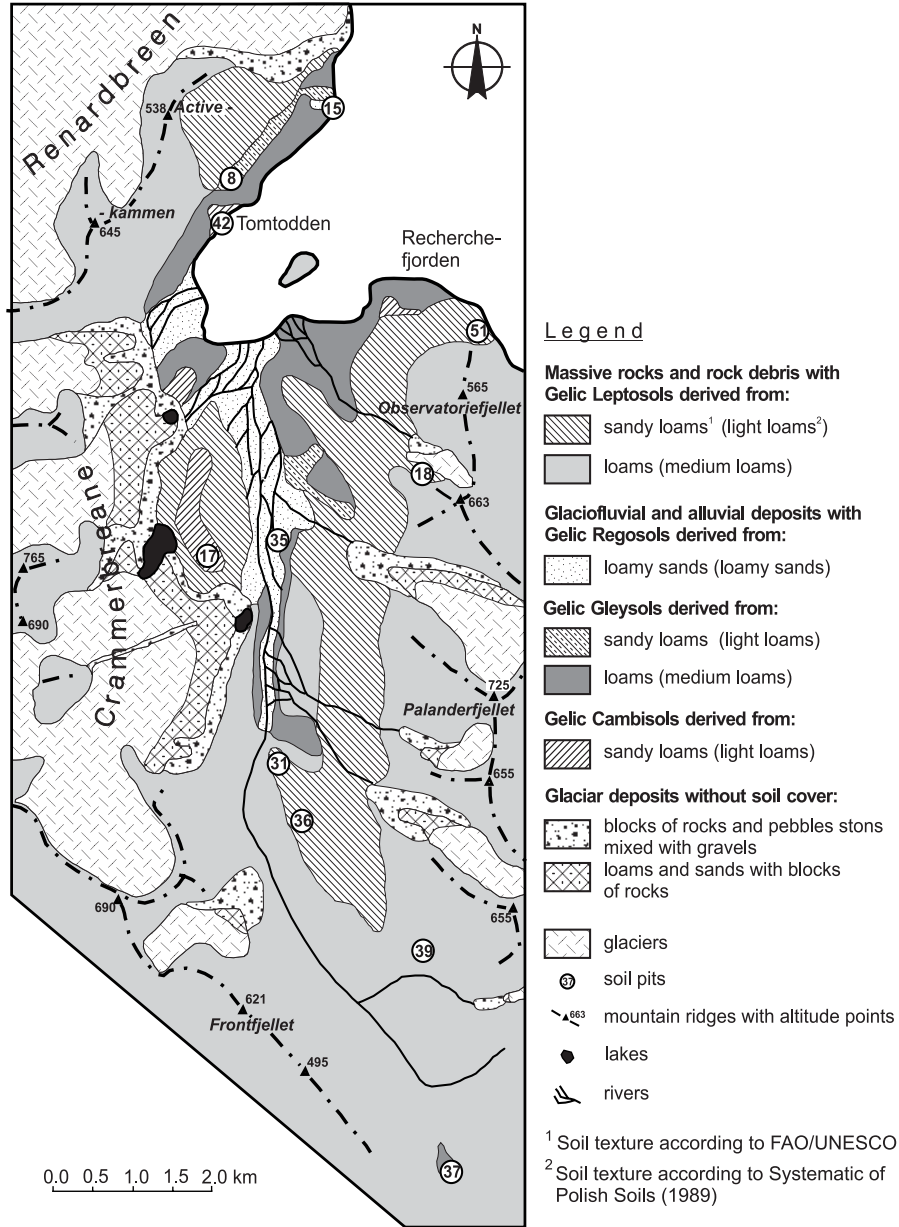 N
Renardbreen
538
Active -
15
8
- kammen
645
42
Tomtodden
Recherche-
fjorden
51
565
Observatoriefjellet
18
663
Crammerbreane
35
17
765
690
725
Palanderfjellet
31
655
36
690
655
39
621
Frontfjellet
495
37
0.0 0.5 1.0 1.5 2.0 km
Legend
Massive rocks and rock debris with
Gelic Leptosols derived from:
sandy loams¹ (light loams²)
loams (medium loams)
Glaciofluvial and alluvial deposits with
Gelic Regosols derived from:
loamy sands (loamy sands)
Gelic Gleysols derived from:
sandy loams (light loams)
loams (medium loams)
Gelic Cambisols derived from:
sandy loams (light loams)
Glaciar deposits without soil cover:
blocks of rocks and pebbles stons
mixed with gravels
loams and sands with blocks
of rocks
glaciers
37 soil pits
663 mountain ridges with altitude points
lakes
rivers
¹ Soil texture according to FAO/UNESCO
² Soil texture according to Systematic of
Polish Soils (1989)